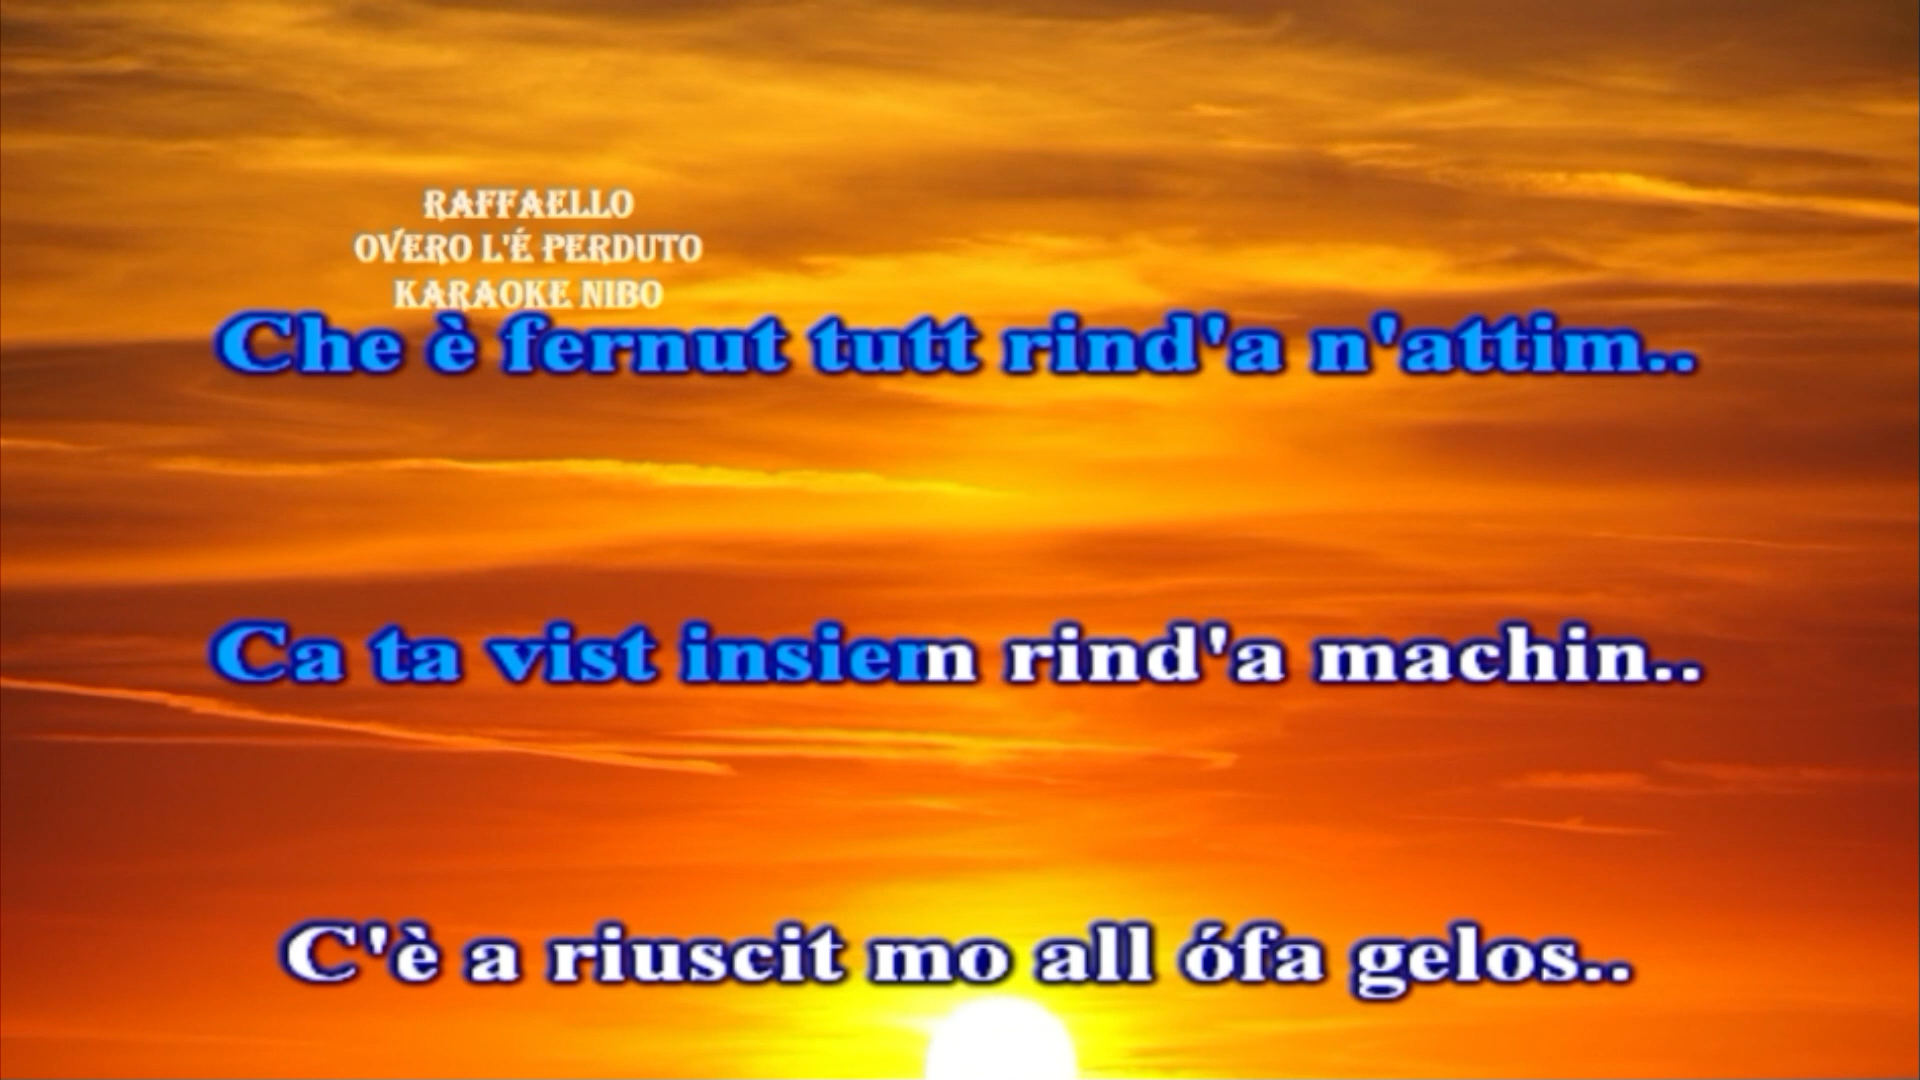 RAFFAELLO
OVERO L'É PERDUTO
KARAOKE NIBO
Che è fernut tutt rind'a n'attim..
Ca ta vist insiem rind'a machin..
C'è a riuscit mo all ófa gelos..